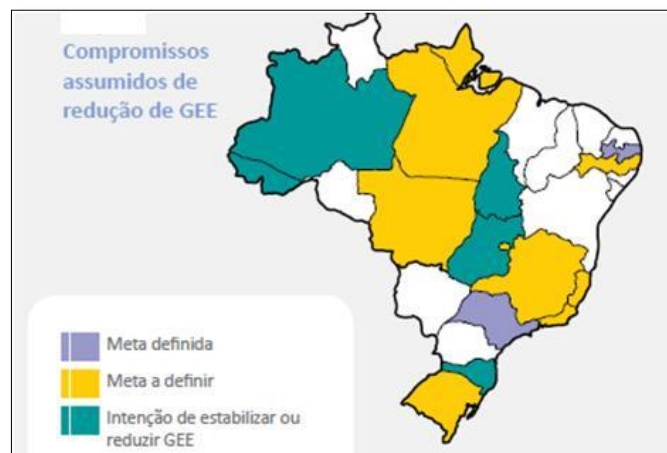 Compromissos
assumidos de
redução de GEE
Meta definida
Meta a definir
Intenção de estabilizar ou
reduzir GEE